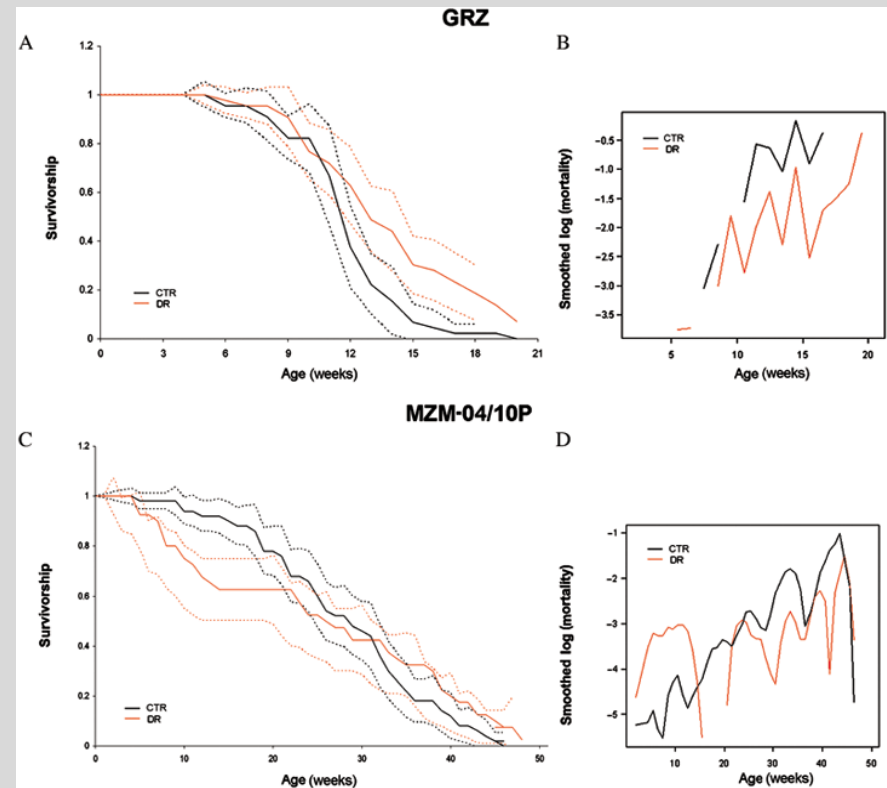 GRZ
A
1.2
1
0.8
0.6
0.4
0.2
0
Survivorship
CTR
DR
0 3 6 9 12 15 18 21
Age (weeks)
B
−0.5
−1.0
−1.5
−2.0
−2.5
−3.0
−3.5
Smoothed log (mortality)
CTR
DR
5 10 15 20
Age (weeks)
MZM-04/10P
C
1.2
1
0.8
0.6
0.4
0.2
0
Survivorship
CTR
DR
0 10 20 30 40 50
Age (weeks)
D
−1
−2
−3
−4
−5
Smoothed log (mortality)
CTR
DR
10 20 30 40 50
Age (weeks)